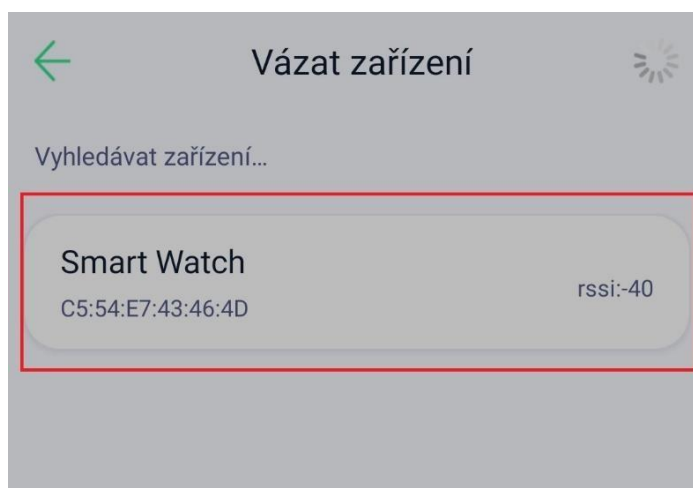 Vázat zařízení
Vyhledávat zařízení...
Smart Watch
C5:54:E7:43:46:4D
rssi:-40